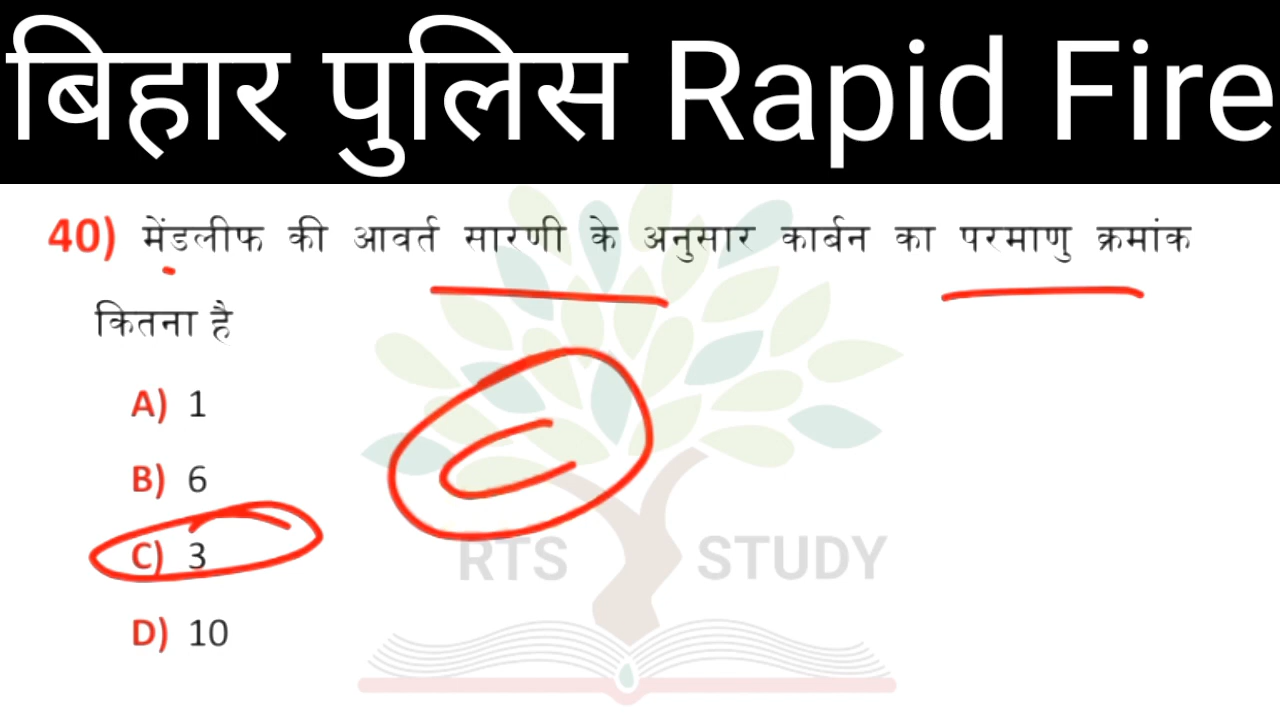 बिहार पुलिस Rapid Fire
40) मेंडलीफ की आवर्त सारणी के अनुसार कार्बन का परमाणु क्रमांक
कितना है
A) 1
B) 6
C) 3
D) 10
C
RTS STUDY